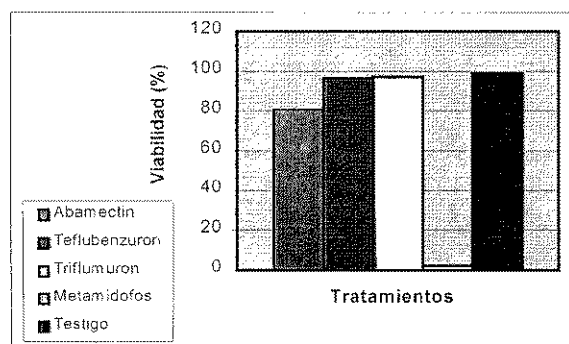 120
100
80
60
40
20
0
Viabilidad (%)
Tratamientos
Abamectin
Teflubenzuron
Triflumuron
Metamidofos
Testigo